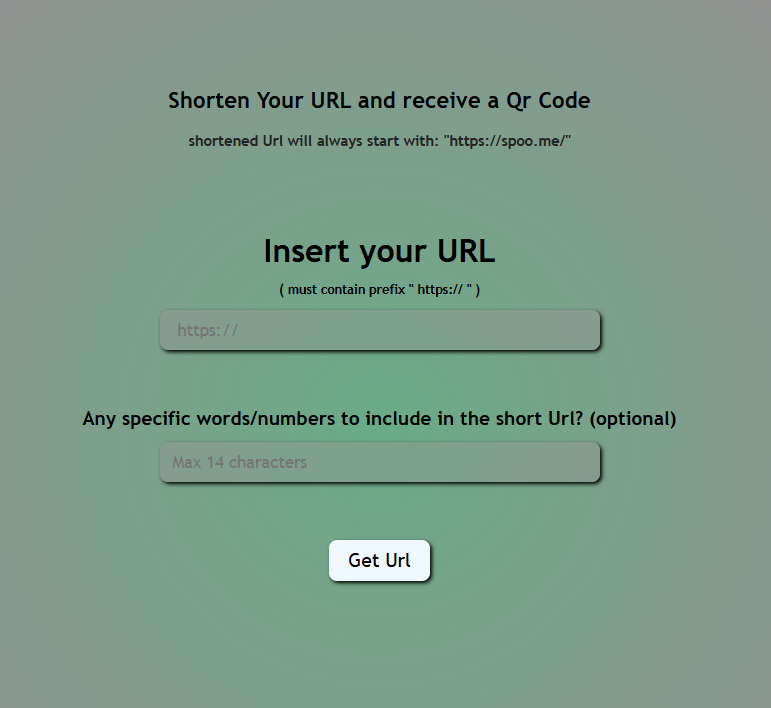 Shorten Your URL and receive a Qr Code
shortened Url will always start with: "https://spoo.me/"
Insert your URL
( must contain prefix " https:// " )
https://
Any specific words/numbers to include in the short Url? (optional)
Max 14 characters
Get Url